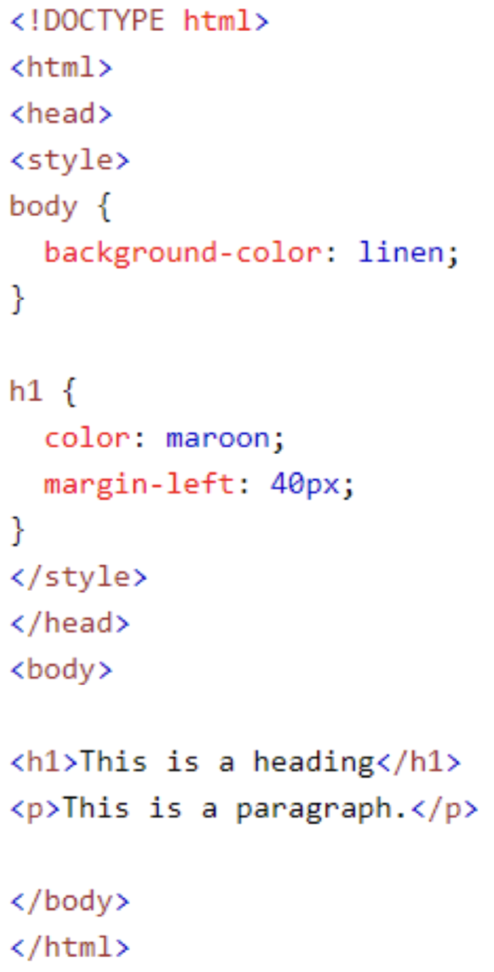 <!DOCTYPE html>
<html>
<head>
<style>
body {
  background-color: linen;
}

h1 {
  color: maroon;
  margin-left: 40px;
}
</style>
</head>
<body>

<h1>This is a heading</h1>
<p>This is a paragraph.</p>

</body>
</html>